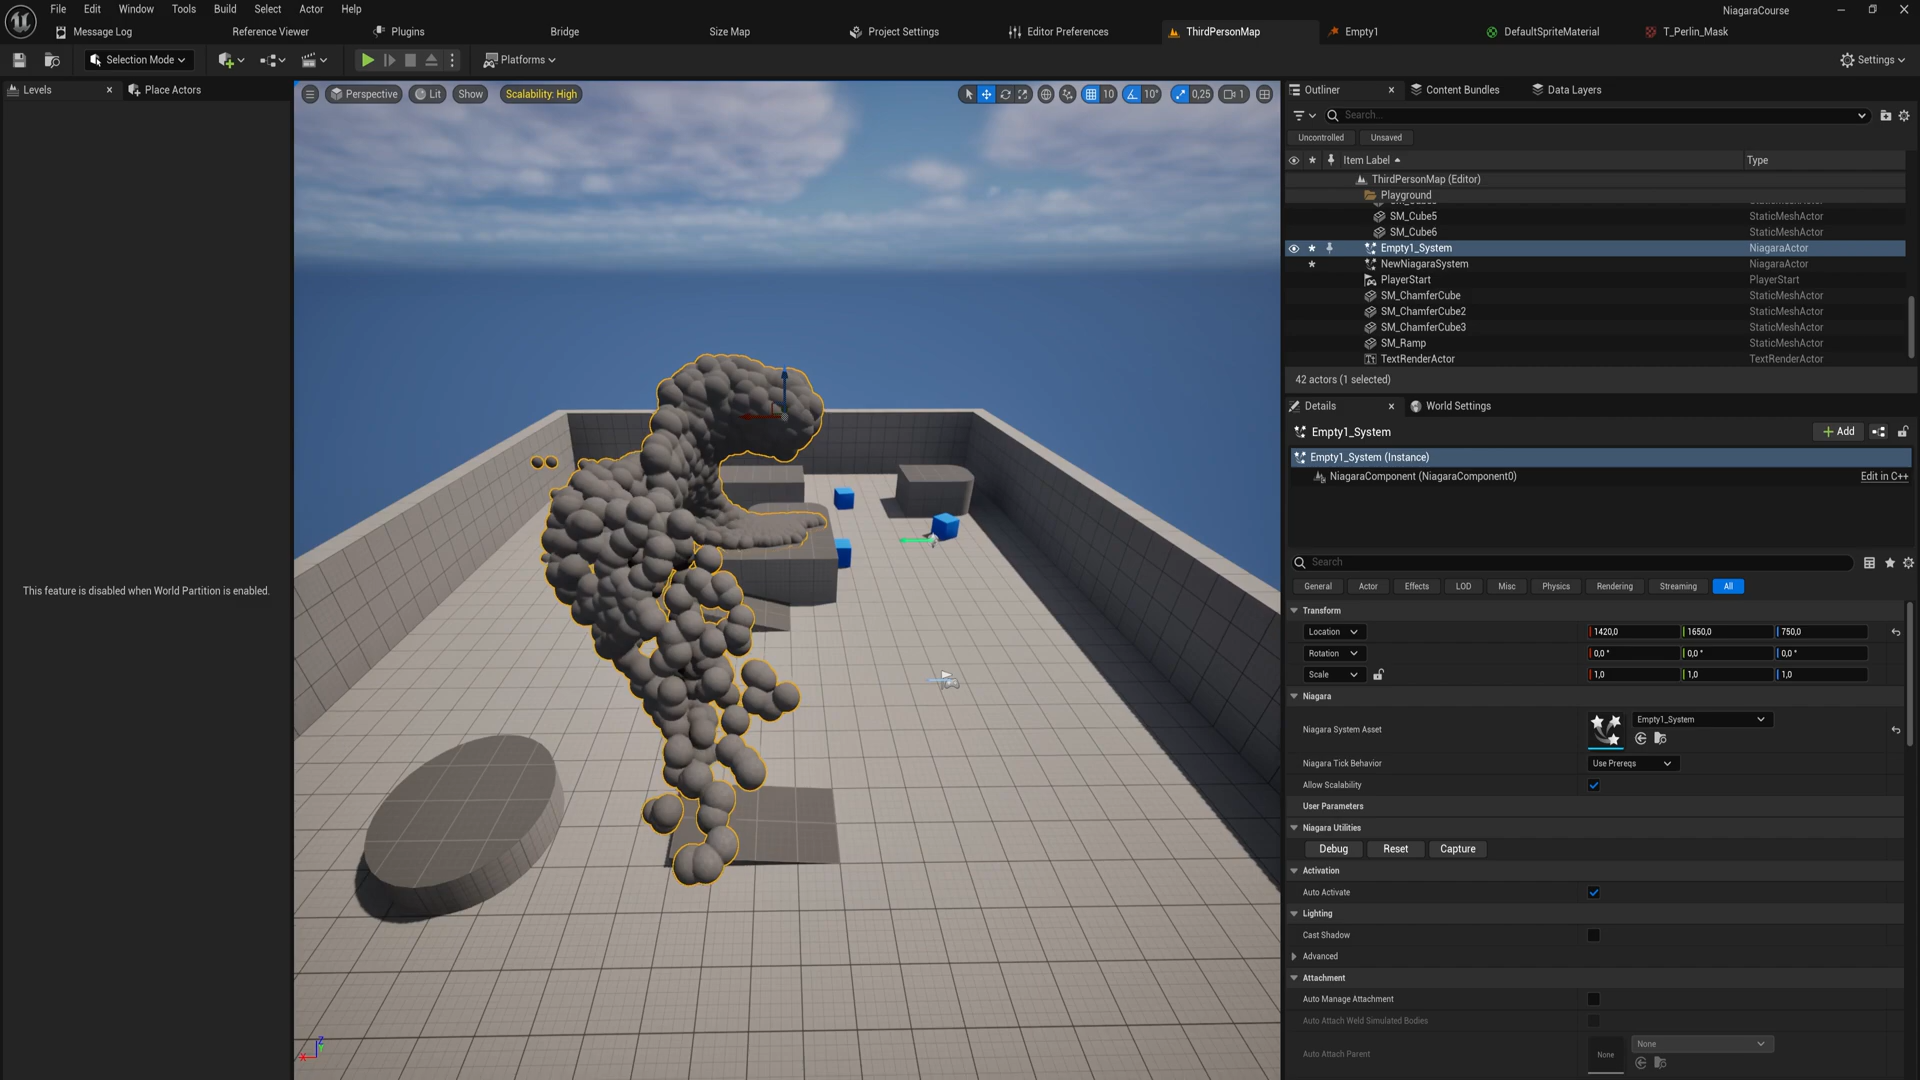 File Edit Window Tools Build Select Actor Help
NiagaraCourse
Message Log
Reference Viewer
Plugins
Bridge
Size Map
Project Settings
Editor Preferences
ThirdPersonMap
Empty1
DefaultSpriteMaterial
T_Perlin_Mask
Selection Mode
Platforms
Settings
Levels
Place Actors
This feature is disabled when World Partition is enabled.
Perspective
Lit
Show
Scalability: High
10
10°
0,25
1
Outliner
Content Bundles
Data Layers
Search...
Uncontrolled
Unsaved
Item Label
Type
ThirdPersonMap (Editor)
Playground
SM_Cube5 StaticMeshActor
SM_Cube6 StaticMeshActor
Empty1_System NiagaraActor
NewNiagaraSystem NiagaraActor
PlayerStart PlayerStart
SM_ChamferCube StaticMeshActor
SM_ChamferCube2 StaticMeshActor
SM_ChamferCube3 StaticMeshActor
SM_Ramp StaticMeshActor
TextRenderActor TextRenderActor
42 actors (1 selected)
Details
World Settings
Empty1_System
Add
Empty1_System (Instance)
NiagaraComponent (NiagaraComponent0)
Edit in C++
Search
General Actor Effects LOD Misc Physics Rendering Streaming All
Transform
Location 1420,0 1650,0 750,0
Rotation 0,0° 0,0° 0,0°
Scale 1,0 1,0 1,0
Niagara
Niagara System Asset Empty1_System
Niagara Tick Behavior Use Prereqs
Allow Scalability
User Parameters
Niagara Utilities
Debug Reset Capture
Activation
Auto Activate
Lighting
Cast Shadow
Advanced
Attachment
Auto Manage Attachment
Auto Attach Weld Simulated Bodies
Auto Attach Parent None None
X
Z